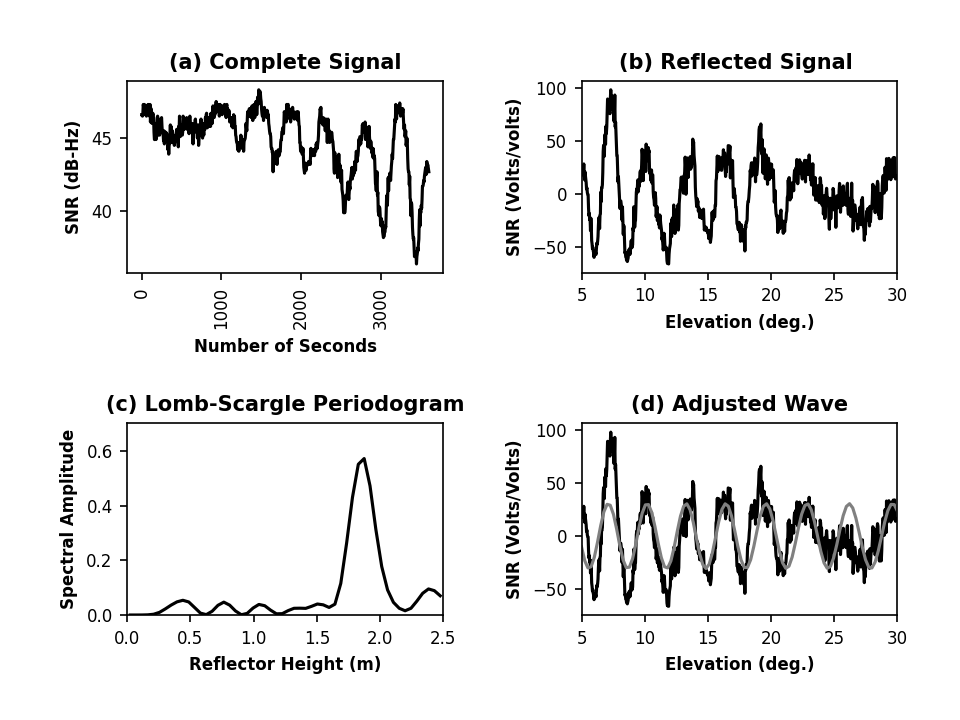 (a) Complete Signal
SNR (dB-Hz)
45
40
0
1000
2000
3000
Number of Seconds
(b) Reflected Signal
SNR (Volts/volts)
100
50
0
−50
5 10 15 20 25 30
Elevation (deg.)
(c) Lomb-Scargle Periodogram
Spectral Amplitude
0.6
0.4
0.2
0.0
0.0 0.5 1.0 1.5 2.0 2.5
Reflector Height (m)
(d) Adjusted Wave
SNR (Volts/Volts)
100
50
0
−50
5 10 15 20 25 30
Elevation (deg.)